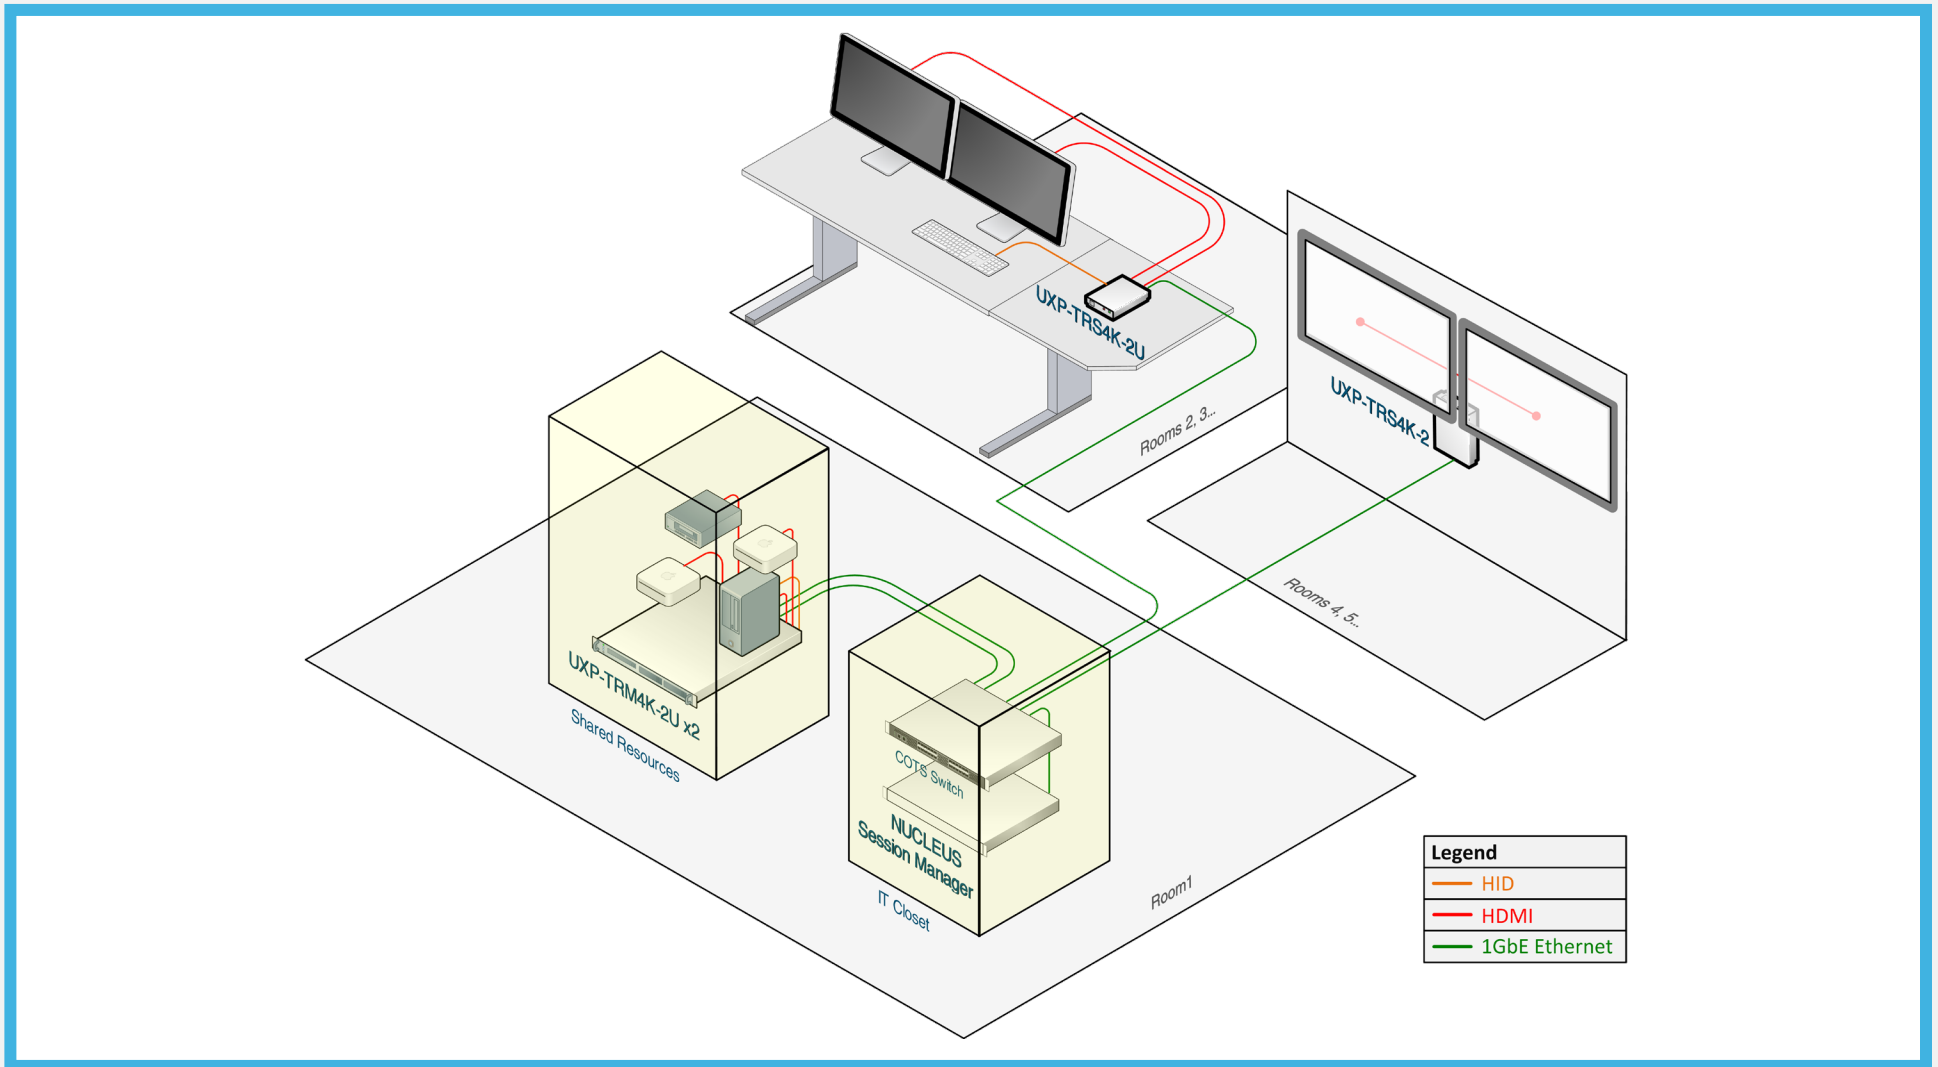 UXP-TRS4K-2U
Rooms 2, 3...
UXP-TRS4K-2
Rooms 4, 5...
UXP-TRM4K-2U x2
Shared Resources
COTS Switch
NUCLEUS
Session Manager
IT Closet
Room1
Legend
HID
HDMI
1GbE Ethernet